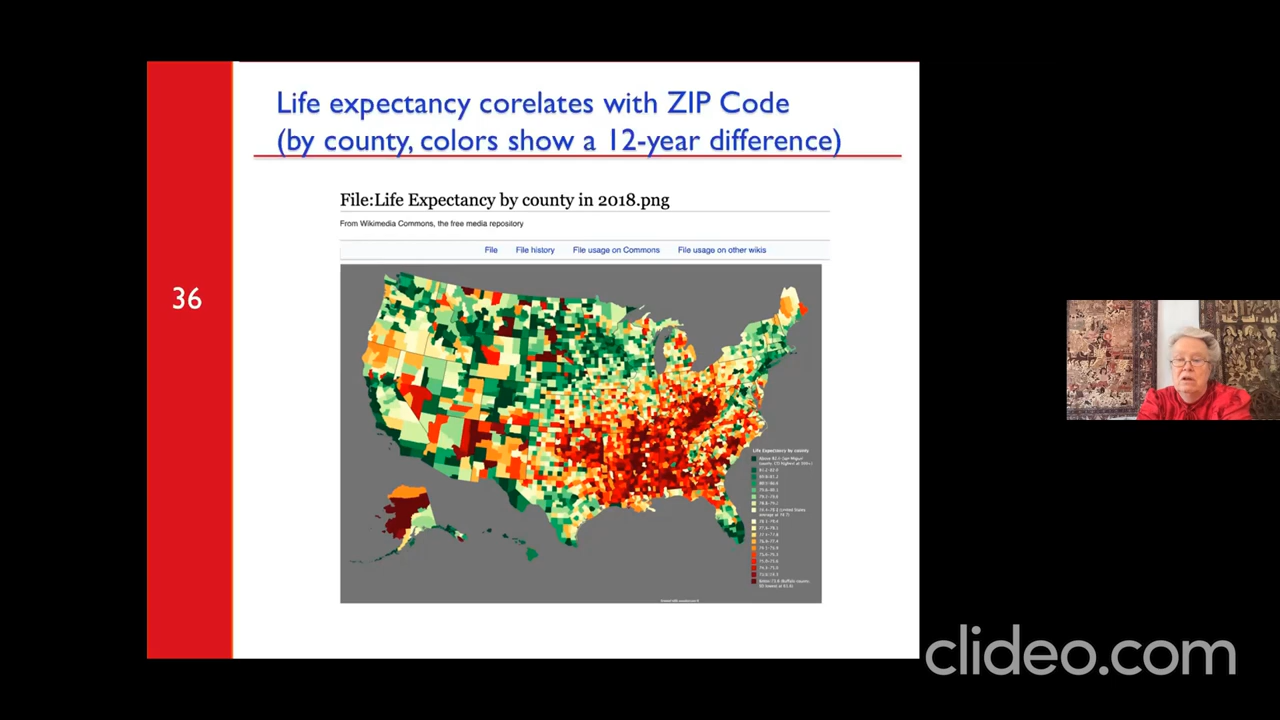 Life expectancy corelates with ZIP Code
(by county, colors show a 12-year difference)
36
File:Life Expectancy by county in 2018.png
From Wikimedia Commons, the free media repository
File File history File usage on Commons File usage on other wikis
Life Expectancy by county
clideo.com